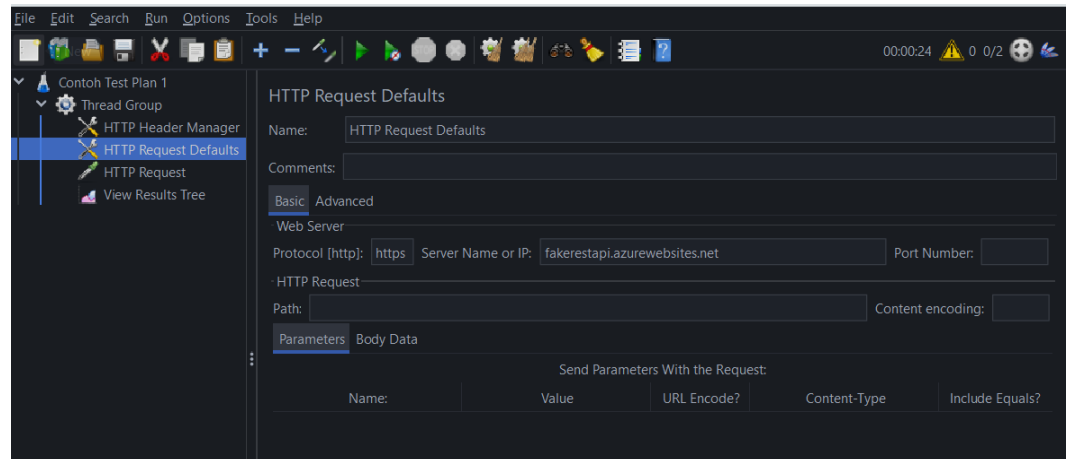 File Edit Search Run Options Tools Help
00:00:24 0 0/2
Contoh Test Plan 1
Thread Group
HTTP Header Manager
HTTP Request Defaults
HTTP Request
View Results Tree
HTTP Request Defaults
Name: HTTP Request Defaults
Comments:
Basic Advanced
Web Server
Protocol [http]: https Server Name or IP: fakerestapi.azurewebsites.net Port Number:
HTTP Request
Path: Content encoding:
Parameters Body Data
Send Parameters With the Request:
Name: Value URL Encode? Content-Type Include Equals?